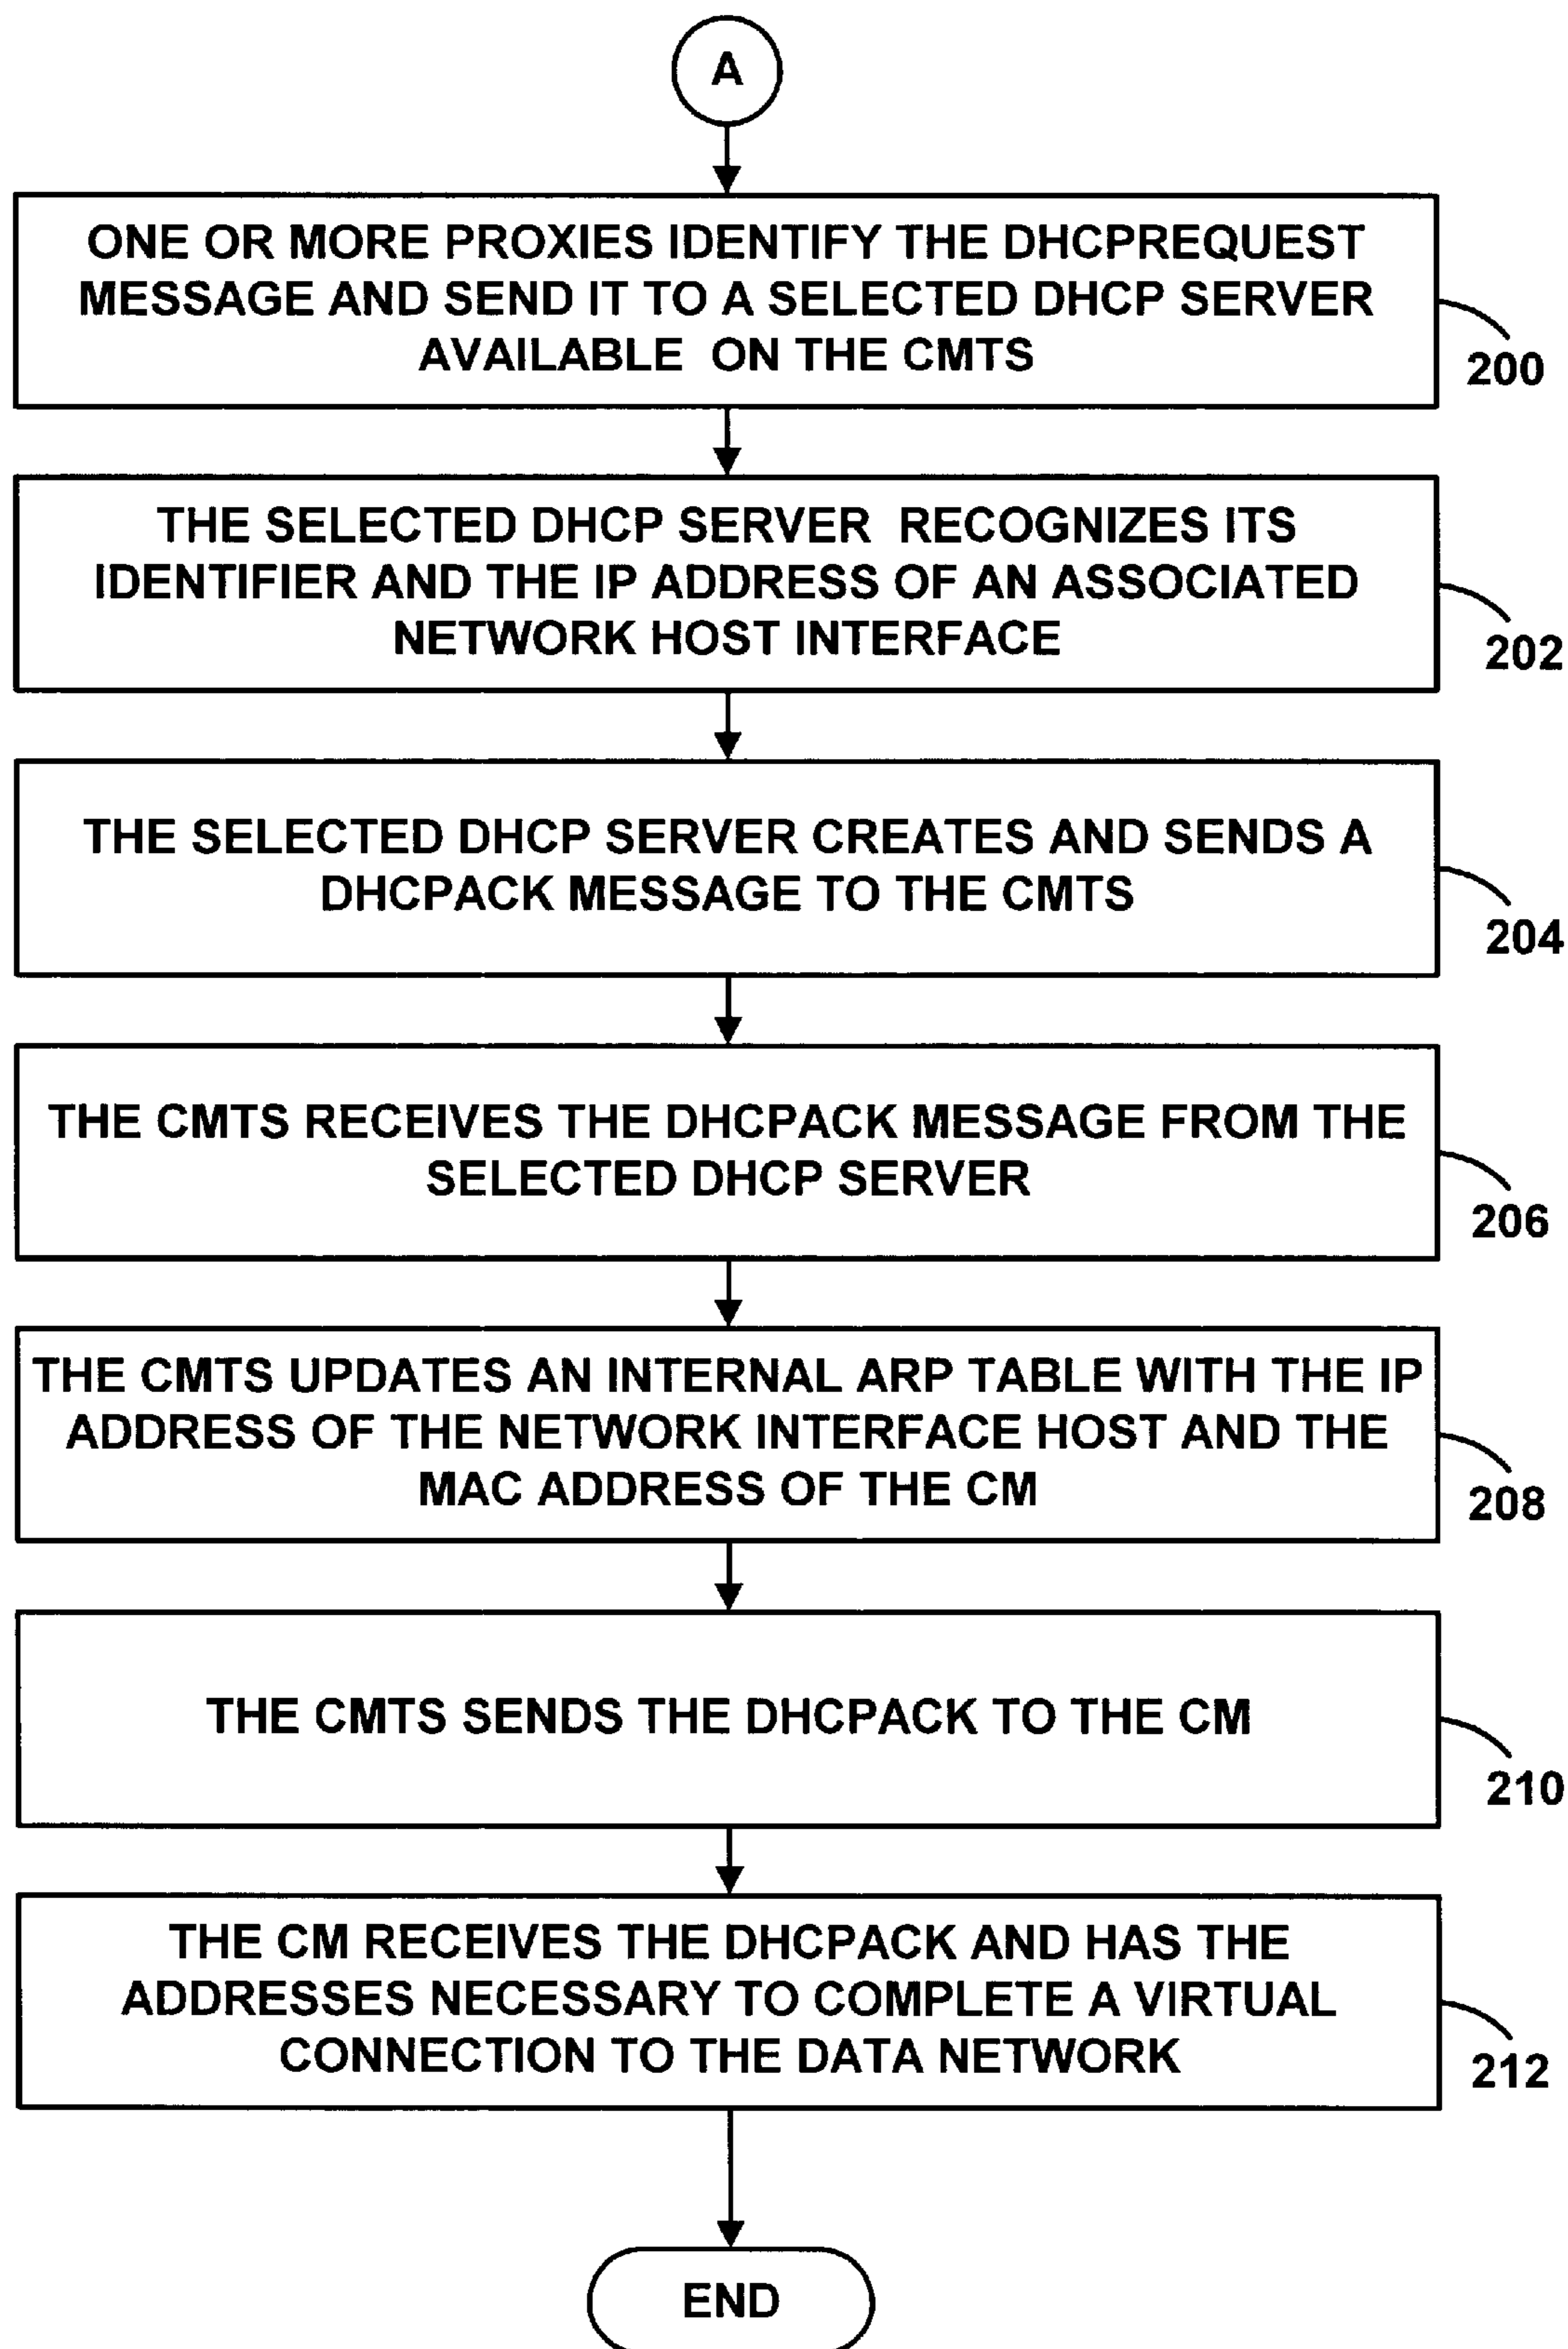 A
ONE OR MORE PROXIES IDENTIFY THE DHCPREQUEST
MESSAGE AND SEND IT TO A SELECTED DHCP SERVER
AVAILABLE ON THE CMTS
200
THE SELECTED DHCP SERVER RECOGNIZES ITS
IDENTIFIER AND THE IP ADDRESS OF AN ASSOCIATED
NETWORK HOST INTERFACE
202
THE SELECTED DHCP SERVER CREATES AND SENDS A
DHCPACK MESSAGE TO THE CMTS
204
THE CMTS RECEIVES THE DHCPACK MESSAGE FROM THE
SELECTED DHCP SERVER
206
THE CMTS UPDATES AN INTERNAL ARP TABLE WITH THE IP
ADDRESS OF THE NETWORK INTERFACE HOST AND THE
MAC ADDRESS OF THE CM
208
THE CMTS SENDS THE DHCPACK TO THE CM
210
THE CM RECEIVES THE DHCPACK AND HAS THE
ADDRESSES NECESSARY TO COMPLETE A VIRTUAL
CONNECTION TO THE DATA NETWORK
212
END